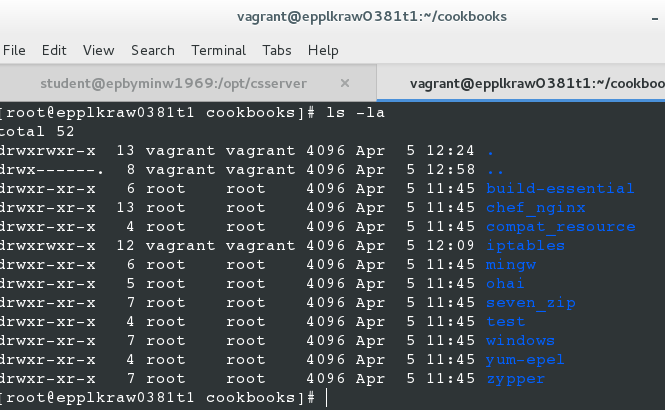 vagrant@epplkraw0381t1:~/cookbooks
File Edit View Search Terminal Tabs Help
student@epbyminw1969:/opt/csserver × vagrant@epplkraw0381t1:~/cookboo
[root@epplkraw0381t1 cookbooks]# ls -la
total 52
drwxrwxr-x 13 vagrant vagrant 4096 Apr 5 12:24 .
drwx------. 8 vagrant vagrant 4096 Apr 5 12:58 ..
drwxr-xr-x 6 root root 4096 Apr 5 11:45 build-essential
drwxr-xr-x 13 root root 4096 Apr 5 11:45 chef_nginx
drwxr-xr-x 4 root root 4096 Apr 5 11:45 compat_resource
drwxrwxr-x 12 vagrant vagrant 4096 Apr 5 12:09 iptables
drwxr-xr-x 6 root root 4096 Apr 5 11:45 mingw
drwxr-xr-x 5 root root 4096 Apr 5 11:45 ohai
drwxr-xr-x 7 root root 4096 Apr 5 11:45 seven_zip
drwxr-xr-x 4 root root 4096 Apr 5 11:45 test
drwxr-xr-x 7 root root 4096 Apr 5 11:45 windows
drwxr-xr-x 4 root root 4096 Apr 5 11:45 yum-epel
drwxr-xr-x 7 root root 4096 Apr 5 11:45 zypper
[root@epplkraw0381t1 cookbooks]#